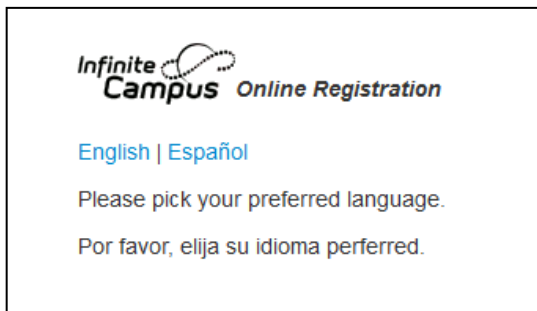 Infinite
Campus Online Registration
English | Español
Please pick your preferred language.
Por favor, elija su idioma perferred.